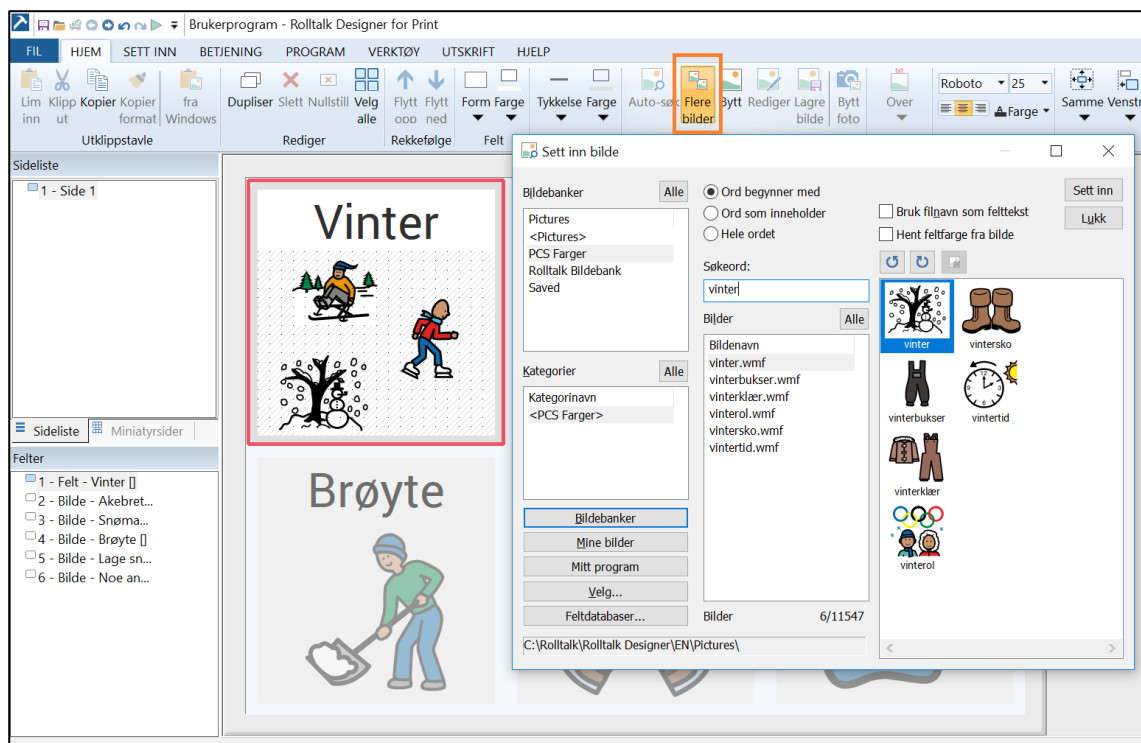 Brukerprogram - Rolltalk Designer for Print
FIL HJEM SETT INN BETJENING PROGRAM VERKTØY UTSKRIFT HJELP
Lim inn Klipp ut Kopier Kopier format fra Windows
Utklippstavle
Dupliser Slett Nullstill Velg alle
Rediger
Flytt opp Flytt ned
Rekkefølge
Form Farge
Felt
Tykkelse Farge
Auto-søk Flere bilder Bytt Rediger Lagre bilde Bytt foto
Over
Roboto 25
Farge
Samme Venstr
Sideliste
1 - Side 1
Sideliste Miniatyrsider
Felter
1 - Felt - Vinter []
2 - Bilde - Akebret...
3 - Bilde - Snøma...
4 - Bilde - Brøyte []
5 - Bilde - Lage sn...
6 - Bilde - Noe an...
Vinter
Brøyte
Sett inn bilde
Bildebanker Alle
Pictures
<Pictures>
PCS Farger
Rolltalk Bildebank
Saved
Kategorier Alle
Kategorinavn
<PCS Farger>
Bildebanker
Mine bilder
Mitt program
Velg...
Feltdatabaser...
C:\Rolltalk\Rolltalk Designer\EN\Pictures\
Ord begynner med
Ord som inneholder
Hele ordet
Søkeord:
vinter
Bilder Alle
Bildenavn
vinter.wmf
vinterbukser.wmf
vinterklær.wmf
vinterol.wmf
vintersko.wmf
vintertid.wmf
Bilder 6/11547
Bruk filnavn som felttekst
Hent feltfarge fra bilde
Sett inn
Lukk
vinter vintersko
vinterbukser vintertid
vinterklær
vinterol